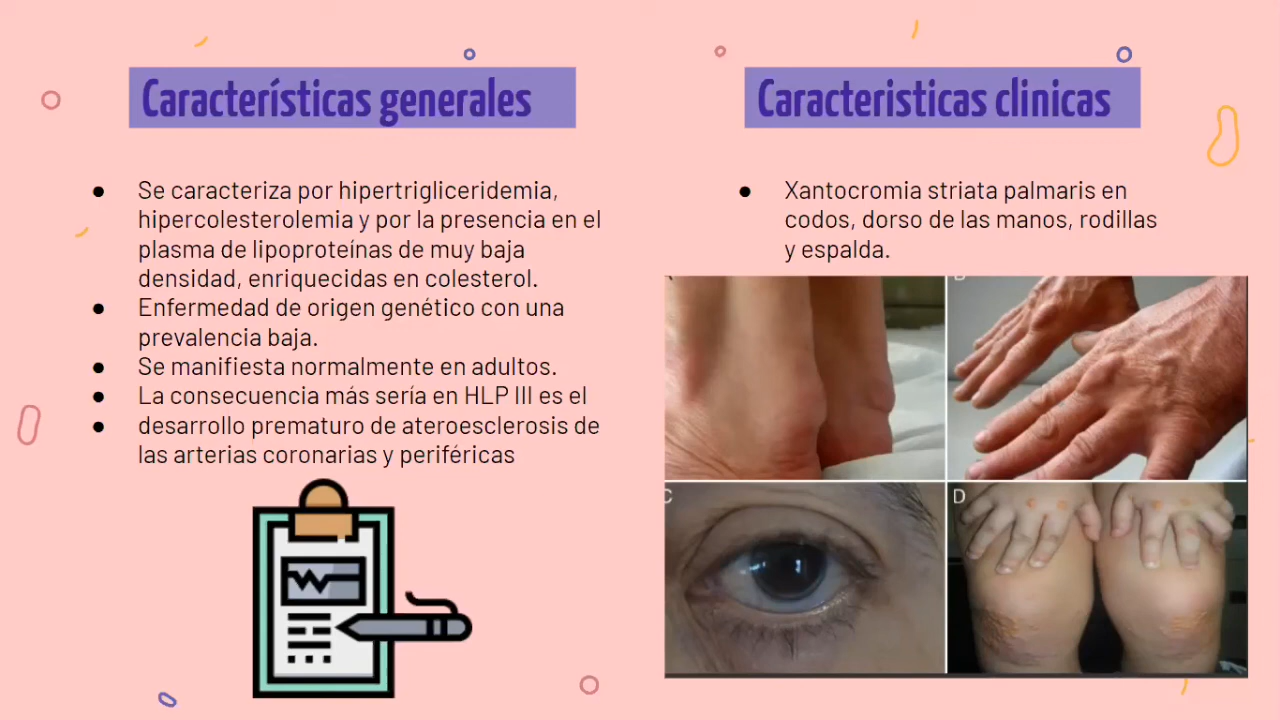 Características generales
Se caracteriza por hipertrigliceridemia,
hipercolesterolemia y por la presencia en el
plasma de lipoproteínas de muy baja
densidad, enriquecidas en colesterol.
Enfermedad de origen genético con una
prevalencia baja.
Se manifiesta normalmente en adultos.
La consecuencia más sería en HLP III es el
desarrollo prematuro de ateroesclerosis de
las arterias coronarias y periféricas
Caracteristicas clinicas
Xantocromia striata palmaris en
codos, dorso de las manos, rodillas
y espalda.
C
D